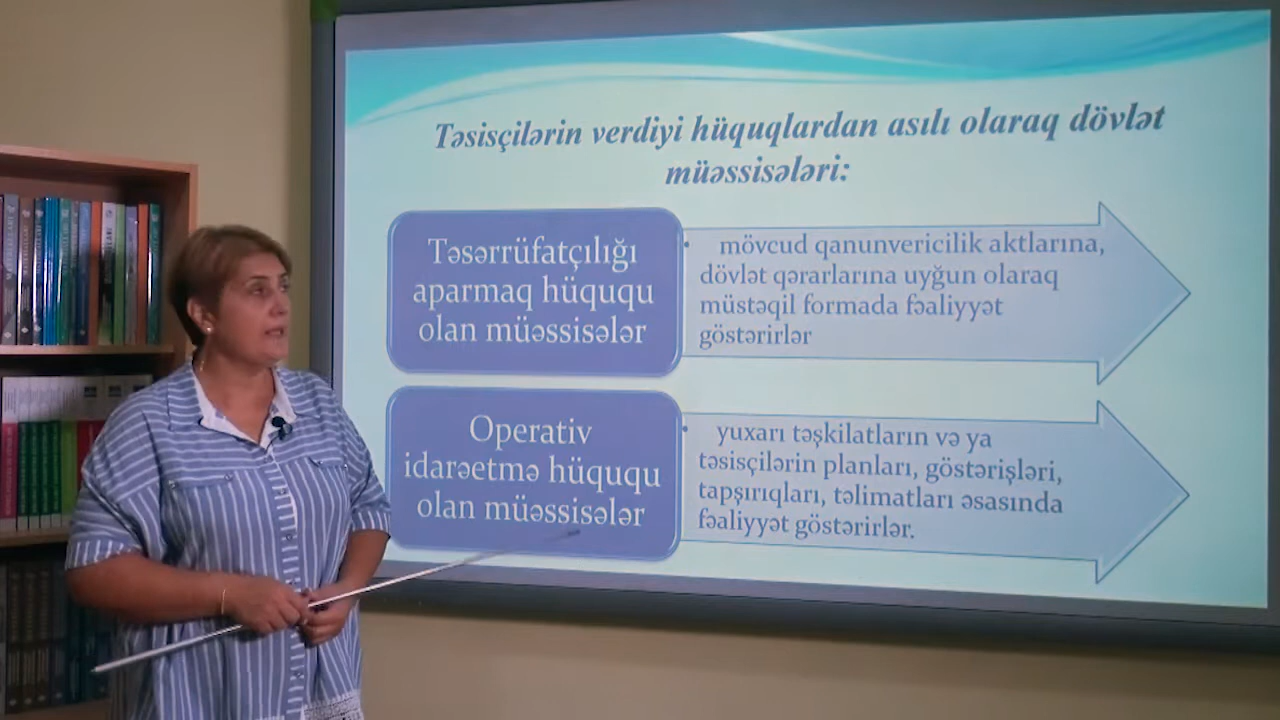 Təsisçilərin verdiyi hüquqlardan asılı olaraq dövlət
müəssisələri:
Təsərrüfatçılığı
aparmaq hüququ
olan müəssisələr
• mövcud qanunvericilik aktlarına,
dövlət qərarlarına uyğun olaraq
müstəqil formada fəaliyyət
göstərirlər
Operativ
idarəetmə hüququ
olan müəssisələr
• yuxarı təşkilatların və ya
təsisçilərin planları, göstərişləri,
tapşırıqları, təlimatları əsasında
fəaliyyət göstərirlər.